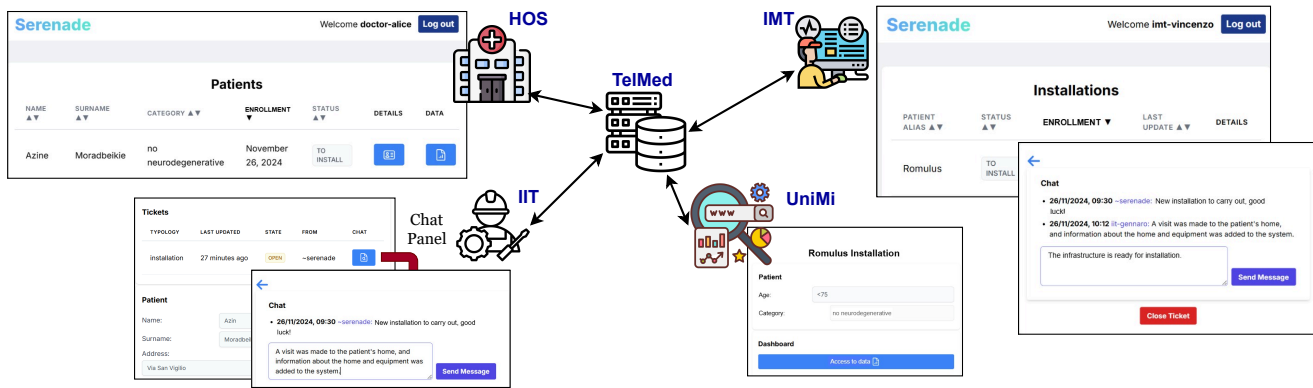 Serenade
Welcome doctor-alice
Log out
Patients
NAME ▲▼
SURNAME ▲▼
CATEGORY ▲▼
ENROLLMENT ▼
STATUS ▲▼
DETAILS
DATA
Azine
Moradbeikie
no
neurodegenerative
November
26, 2024
TO
INSTALL
HOS
TelMed
IMT
IIT
UniMi
WWW
Serenade
Welcome imt-vincenzo
Log out
Installations
PATIENT
ALIAS ▲▼
STATUS
▲▼
ENROLLMENT ▼
LAST
UPDATE ▲▼
DETAILS
Romulus
TO
INSTALL
Chat
• 26/11/2024, 09:30 ~serenade: New installation to carry out, good
luck!
• 26/11/2024, 10:12 iit-gennaro: A visit was made to the patient's home,
and information about the home and equipment was added to the system.
The infrastructure is ready for installation.
Send Message
Close Ticket
Tickets
TYPOLOGY
LAST UPDATED
STATE
FROM
CHAT
installation
27 minutes ago
OPEN
~serenade
Chat
Panel
Patient
Name:
Azin
Surname:
Moradbei
Address:
Via San Vigilio
Chat
• 26/11/2024, 09:30 ~serenade: New installation to carry out, good
luck!
A visit was made to the patient's home, and
information about the home and equipment was
added to the system.
Send Message
Romulus Installation
Patient
Age:
<75
Category:
no neurodegenerative
Dashboard
Access to data